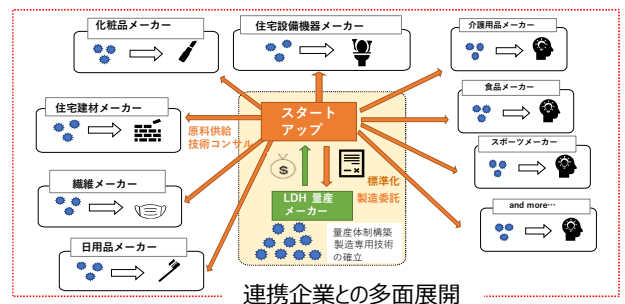 化粧品メーカー
住宅設備機器メーカー
介護用品メーカー
住宅建材メーカー
原料供給
技術コンサル
スタート
アップ
食品メーカー
スポーツメーカー
繊維メーカー
$
標準化
LDH 量産
メーカー
製造委託
and more…
日用品メーカー
量産体制構築
製造専用技術
の確立
連携企業との多面展開